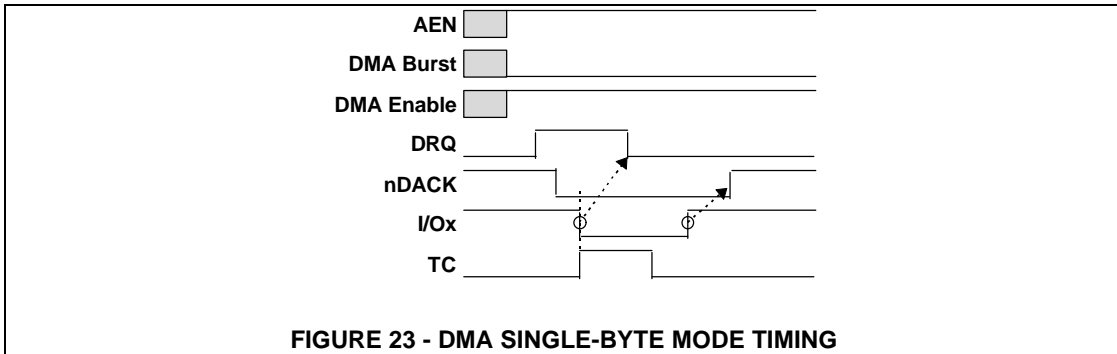 AEN
DMA Burst
DMA Enable
DRQ
nDACK
I/Ox
TC
FIGURE 23 - DMA SINGLE-BYTE MODE TIMING